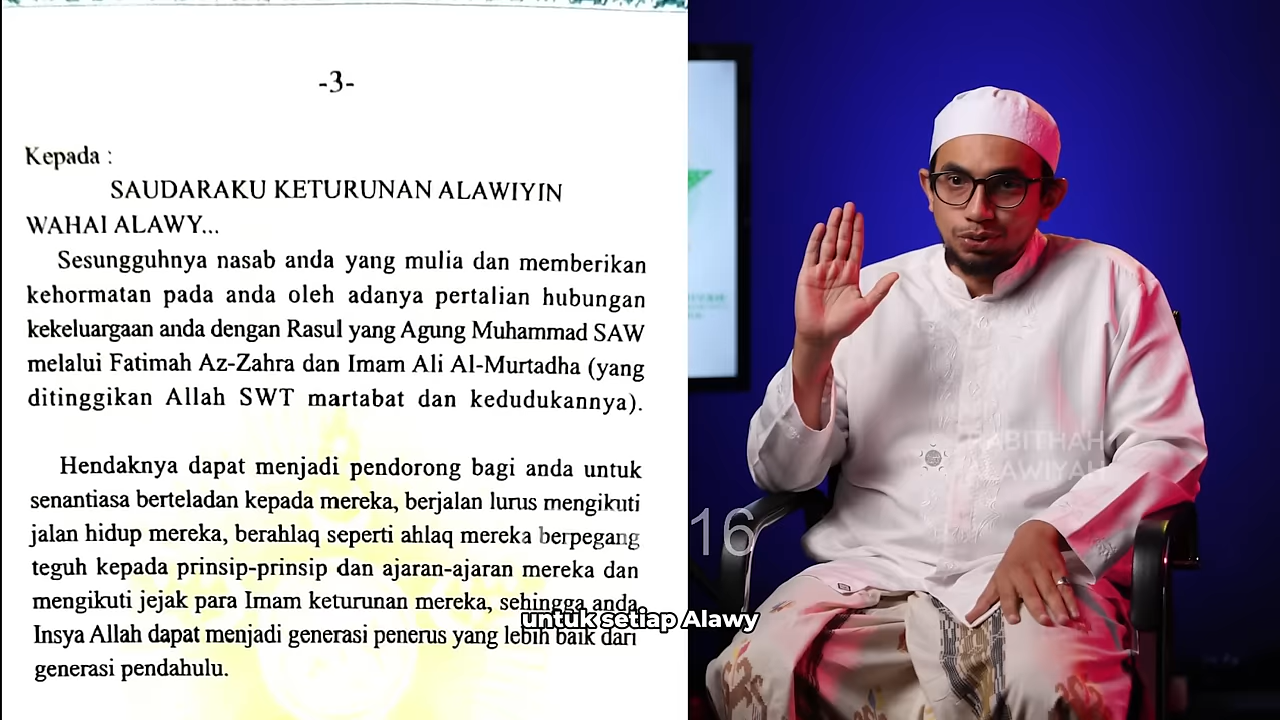 -3-
Kepada :
SAUDARAKU KETURUNAN ALAWIYIN
WAHAI ALAWY...
Sesungguhnya nasab anda yang mulia dan memberikan
kehormatan pada anda oleh adanya pertalian hubungan
kekeluargaan anda dengan Rasul yang Agung Muhammad SAW
melalui Fatimah Az-Zahra dan Imam Ali Al-Murtadha (yang
ditinggikan Allah SWT martabat dan kedudukannya).
Hendaknya dapat menjadi pendorong bagi anda untuk
senantiasa berteladan kepada mereka, berjalan lurus mengikuti
jalan hidup mereka, berahlaq seperti ahlaq mereka berpegang
teguh kepada prinsip-prinsip dan ajaran-ajaran mereka dan
mengikuti jejak para Imam keturunan mereka, sehingga anda
Insya Allah dapat menjadi generasi penerus yang lebih baik dari
generasi pendahulu.
untuk setiap Alawy
16
RABITHAH
ALAWIYAH